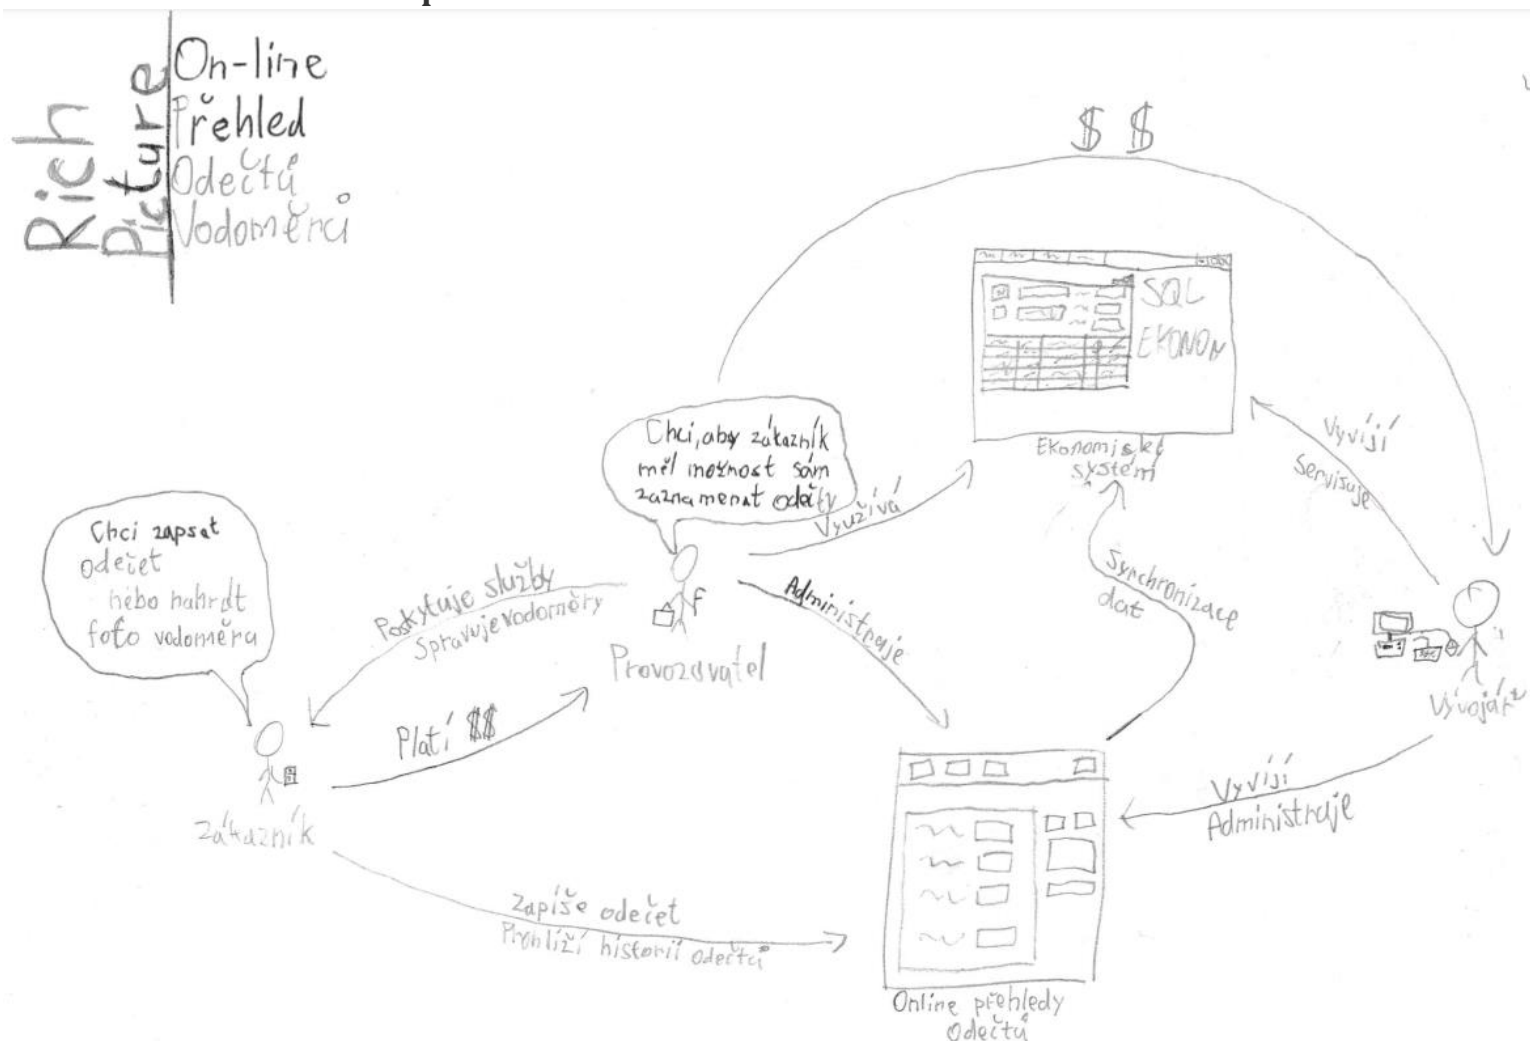 Rich
Picture
On-line
Přehled
Odečtů
Vodoměrů
$ $
SQL
EKONOM
Ekonomický
systém
Chci, aby zákazník
měl možnost sám
zaznamenat odečty
Využívá
Vyvíjí
Servisuje
Chci zapsat
odečet
nebo nahrát
foto vodoměru
Poskytuje služby
Spravuje vodoměry
Administruje
Synchronizace
dat
Provozovatel
Vývojář
Platí $$
Zákazník
Vyvíjí
Administruje
Zapíše odečet
Prohlíží historii odečtů
Online přehledy
odečtů